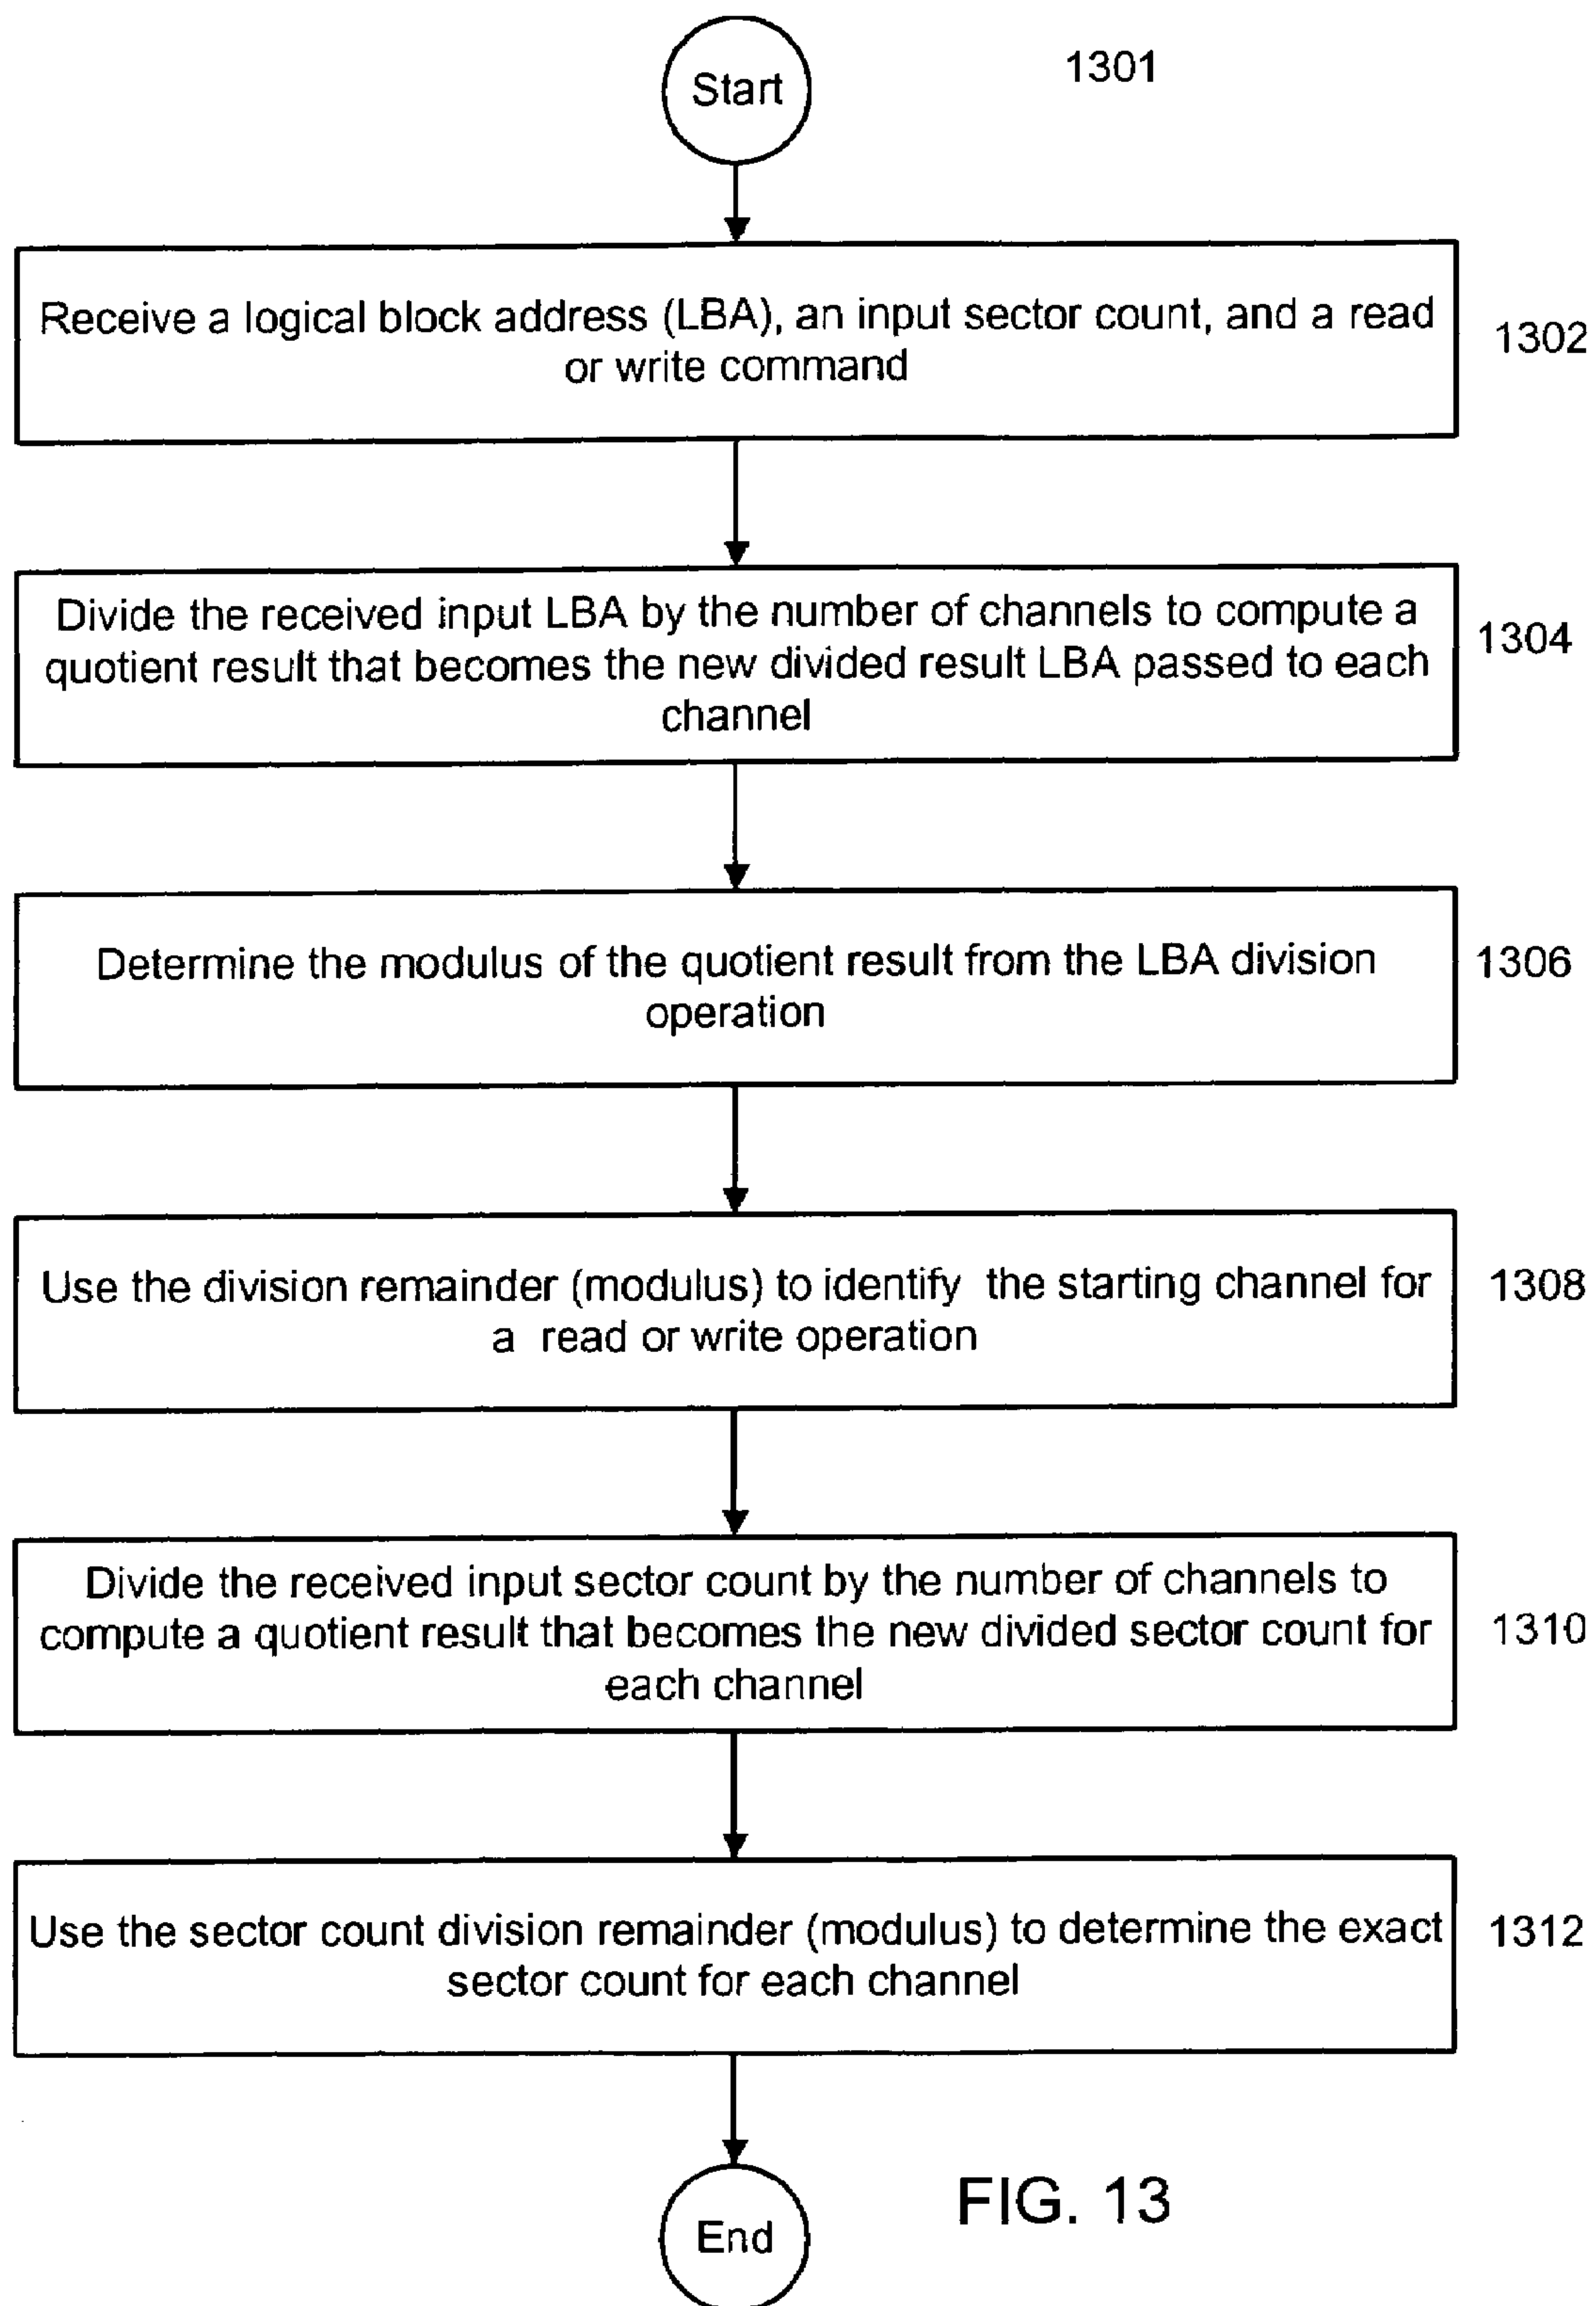 Start
1301
Receive a logical block address (LBA), an input sector count, and a read
or write command
1302
Divide the received input LBA by the number of channels to compute a
quotient result that becomes the new divided result LBA passed to each
channel
1304
Determine the modulus of the quotient result from the LBA division
operation
1306
Use the division remainder (modulus) to identify the starting channel for
a read or write operation
1308
Divide the received input sector count by the number of channels to
compute a quotient result that becomes the new divided sector count for
each channel
1310
Use the sector count division remainder (modulus) to determine the exact
sector count for each channel
1312
End
FIG. 13